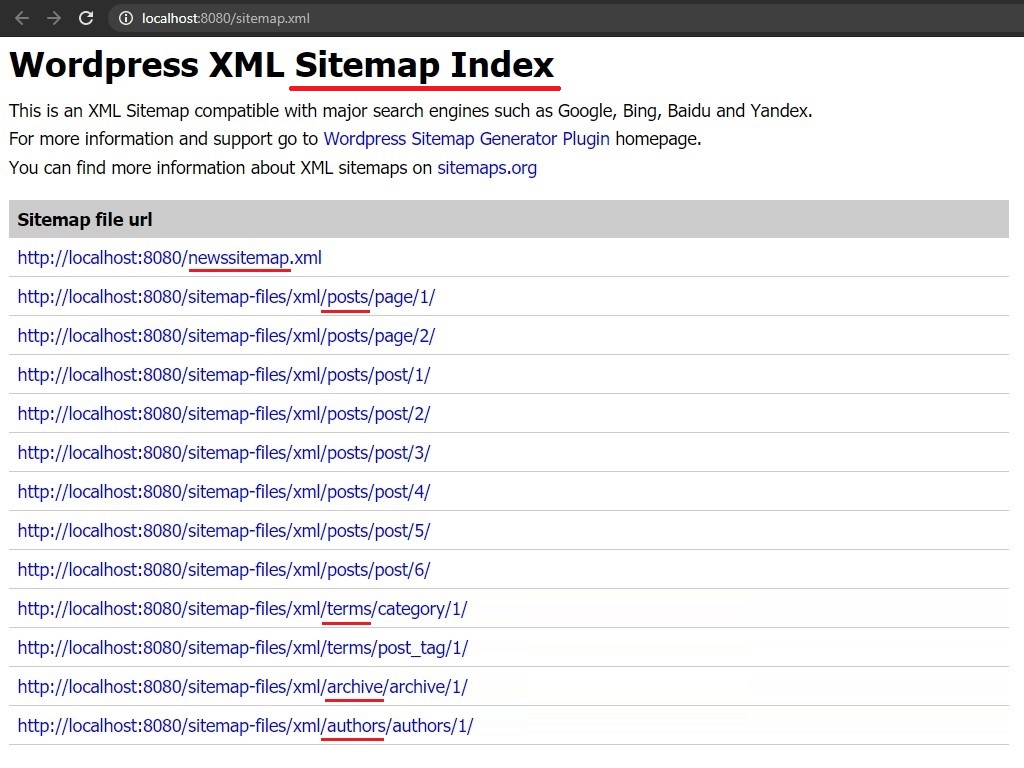 localhost:8080/sitemap.xml
Wordpress XML Sitemap Index
This is an XML Sitemap compatible with major search engines such as Google, Bing, Baidu and Yandex.
For more information and support go to Wordpress Sitemap Generator Plugin homepage.
You can find more information about XML sitemaps on sitemaps.org
Sitemap file url
http://localhost:8080/newssitemap.xml
http://localhost:8080/sitemap-files/xml/posts/page/1/
http://localhost:8080/sitemap-files/xml/posts/page/2/
http://localhost:8080/sitemap-files/xml/posts/post/1/
http://localhost:8080/sitemap-files/xml/posts/post/2/
http://localhost:8080/sitemap-files/xml/posts/post/3/
http://localhost:8080/sitemap-files/xml/posts/post/4/
http://localhost:8080/sitemap-files/xml/posts/post/5/
http://localhost:8080/sitemap-files/xml/posts/post/6/
http://localhost:8080/sitemap-files/xml/terms/category/1/
http://localhost:8080/sitemap-files/xml/terms/post_tag/1/
http://localhost:8080/sitemap-files/xml/archive/archive/1/
http://localhost:8080/sitemap-files/xml/authors/authors/1/